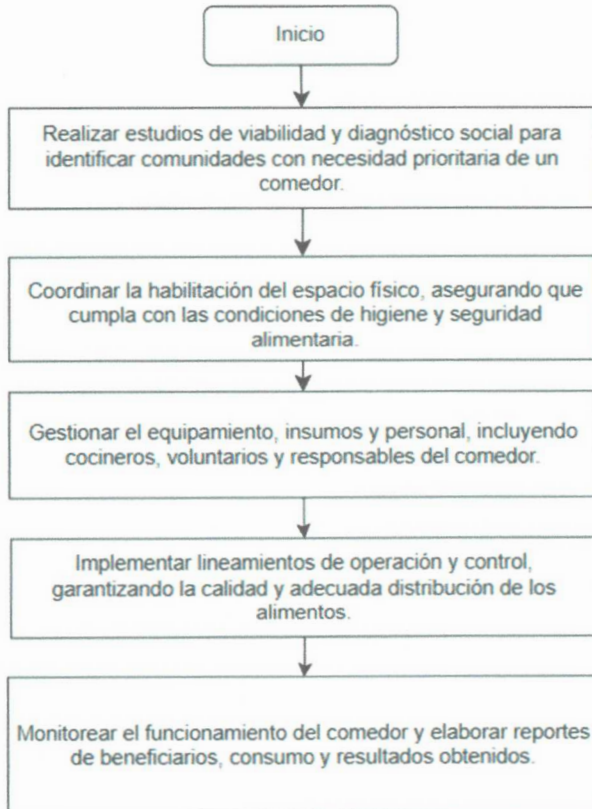 Inicio
Realizar estudios de viabilidad y diagnóstico social para
identificar comunidades con necesidad prioritaria de un
comedor.
Coordinar la habilitación del espacio físico, asegurando que
cumpla con las condiciones de higiene y seguridad
alimentaria.
Gestionar el equipamiento, insumos y personal, incluyendo
cocineros, voluntarios y responsables del comedor.
Implementar lineamientos de operación y control,
garantizando la calidad y adecuada distribución de los
alimentos.
Monitorear el funcionamiento del comedor y elaborar reportes
de beneficiarios, consumo y resultados obtenidos.